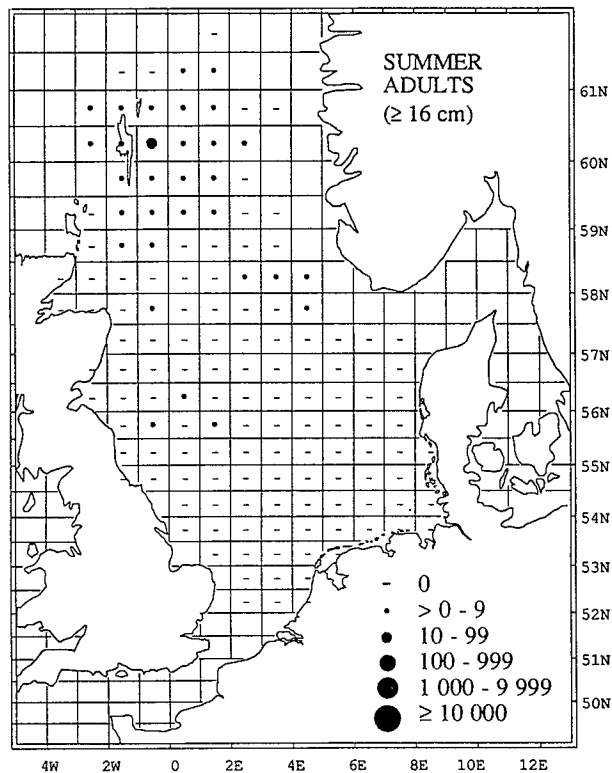 SUMMER
ADULTS
(≥ 16 cm)
61N
60N
59N
58N
57N
56N
55N
54N
53N
52N
51N
50N
- 0
• > 0 - 9
• 10 - 99
• 100 - 999
• 1 000 - 9 999
• ≥ 10 000
4W 2W 0 2E 4E 6E 8E 10E 12E